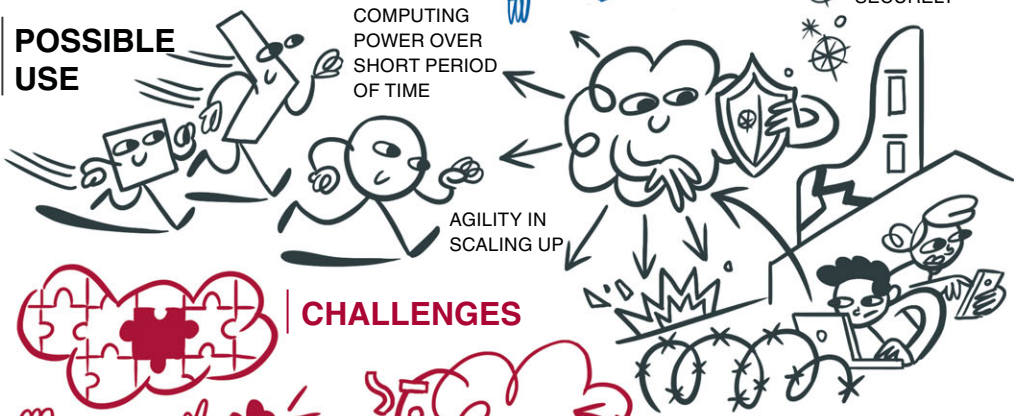 POSSIBLE
USE
COMPUTING
POWER OVER
SHORT PERIOD
OF TIME
AGILITY IN
SCALING UP
CHALLENGES